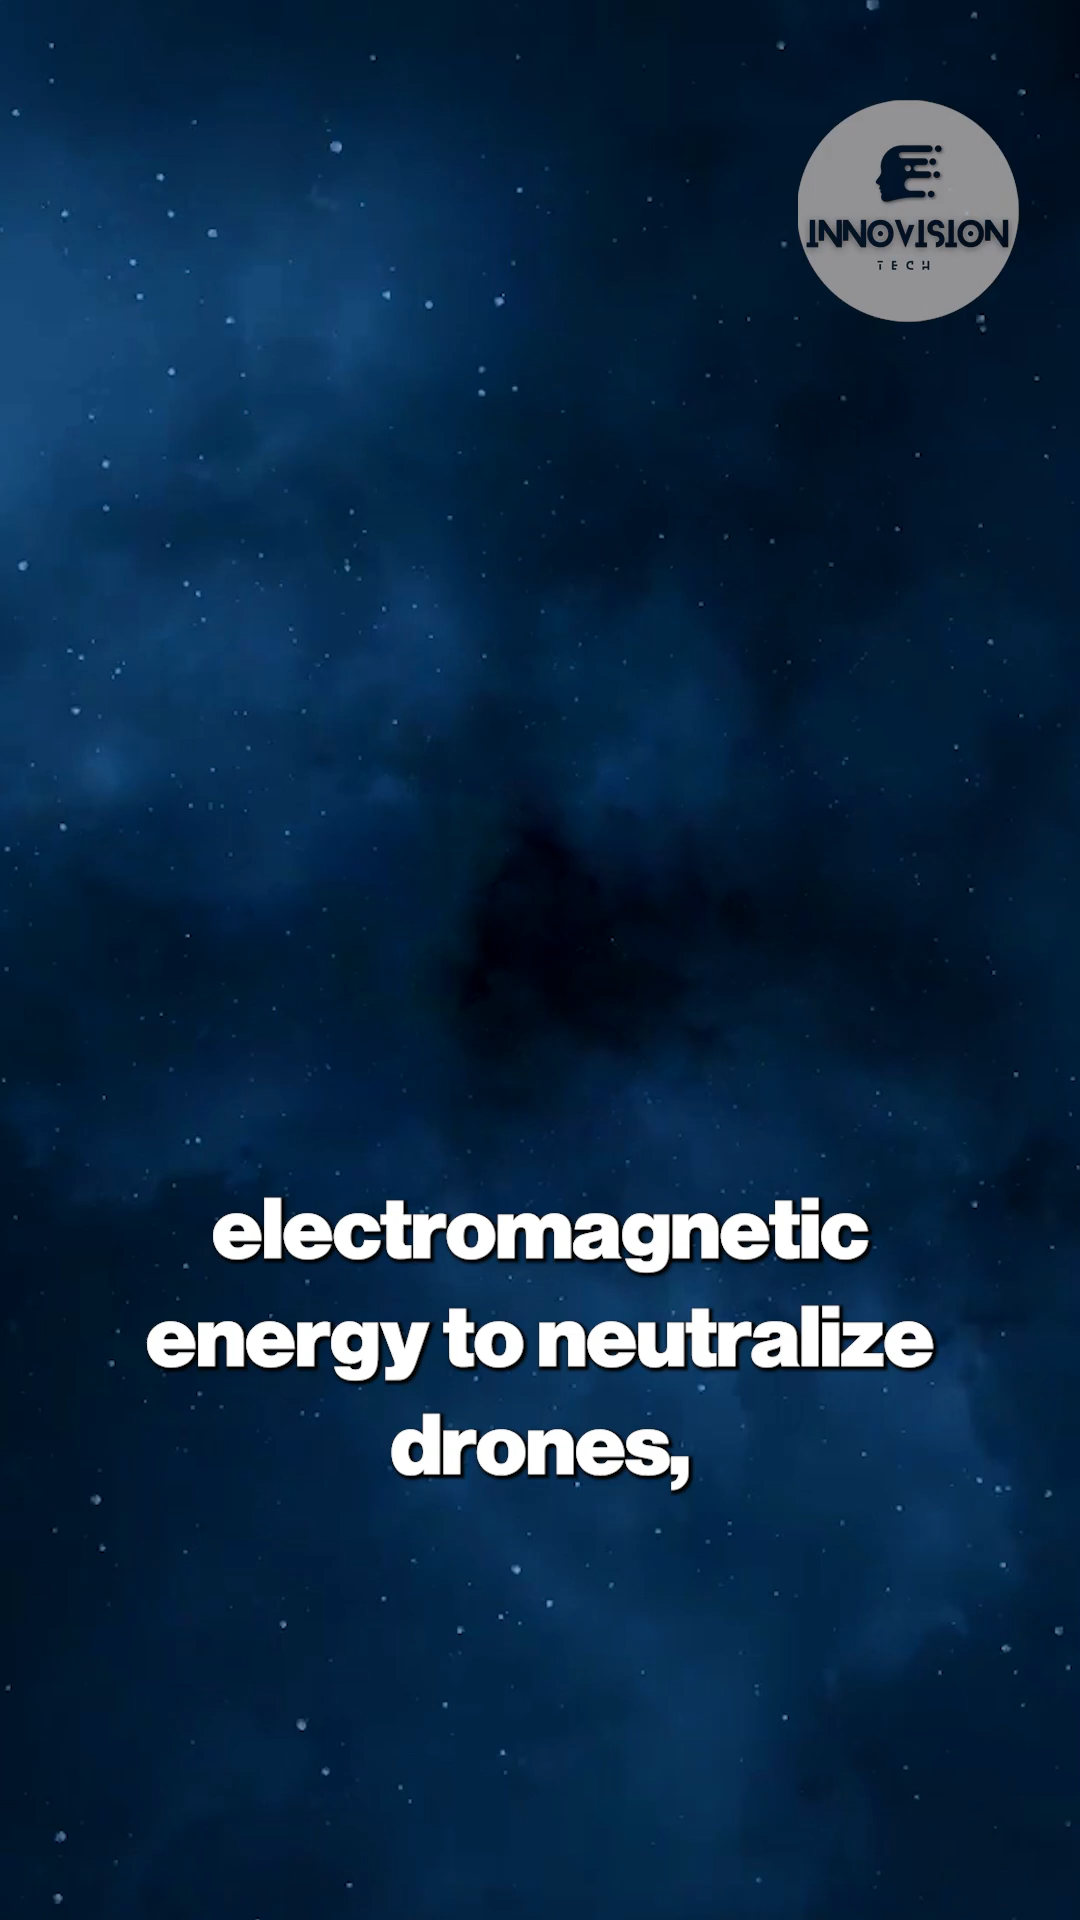 INNOVISION
TECH
electromagnetic
energy to neutralize
drones,